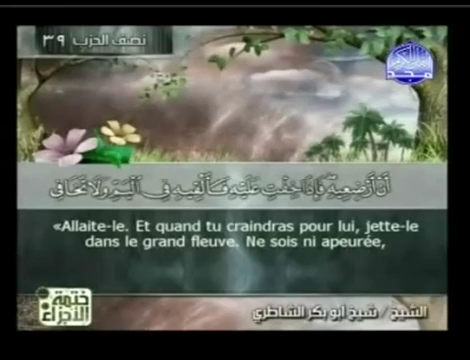 نصف الحزب ٣٩
مجد
أَنْ أَرْضِعِيهِ فَإِذَا خِفْتِ عَلَيْهِ فَأَلْقِيهِ فِي الْيَمِّ وَلَا تَخَافِي
«Allaite-le. Et quand tu craindras pour lui, jette-le
dans le grand fleuve. Ne sois ni apeurée,
ختمة
الأجزاء
الشيخ / شيخ أبو بكر الشاطري